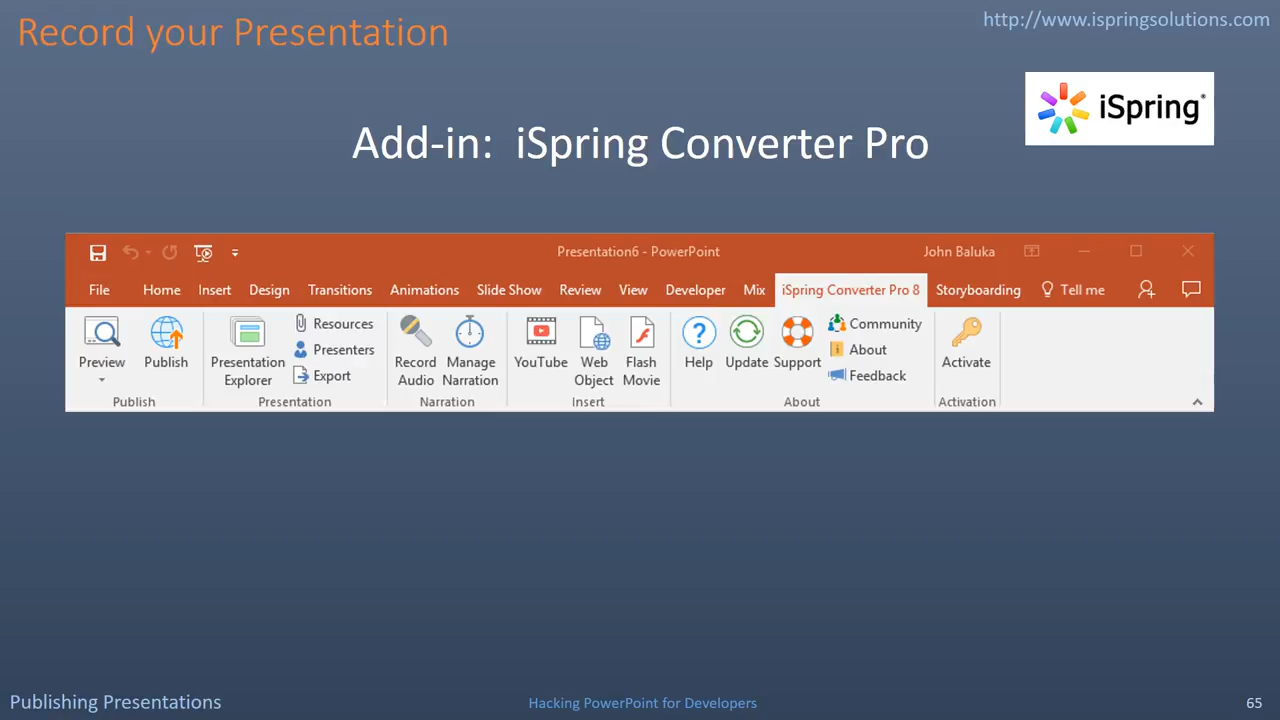 Record your Presentation
http://www.ispringsolutions.com
iSpring®
Add-in: iSpring Converter Pro
Presentation6 - PowerPoint
John Baluka
File Home Insert Design Transitions Animations Slide Show Review View Developer Mix iSpring Converter Pro 8 Storyboarding Tell me
Preview
Publish
Publish
Presentation
Explorer
Resources
Presenters
Export
Presentation
Record
Audio
Manage
Narration
Narration
YouTube
Web
Object
Flash
Movie
Insert
Help
Update
Support
Community
About
Feedback
About
Activate
Activation
Publishing Presentations
Hacking PowerPoint for Developers
65